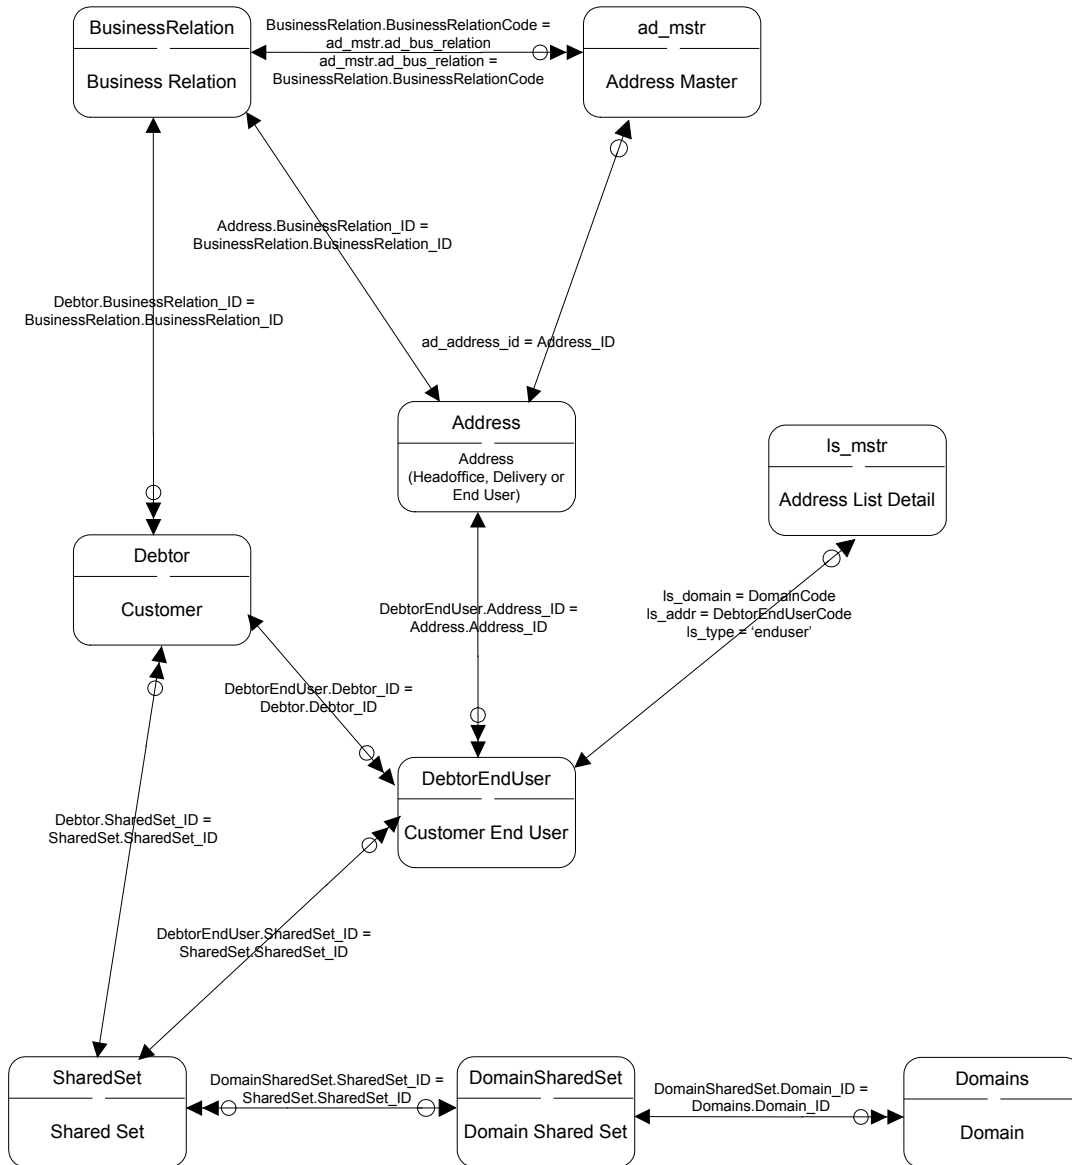 BusinessRelation
Business Relation
BusinessRelation.BusinessRelationCode =
ad_mstr.ad_bus_relation
ad_mstr.ad_bus_relation =
BusinessRelation.BusinessRelationCode
ad_mstr
Address Master
Address.BusinessRelation_ID =
BusinessRelation.BusinessRelation_ID
Debtor.BusinessRelation_ID =
BusinessRelation.BusinessRelation_ID
ad_address_id = Address_ID
Address
Address
(Headoffice, Delivery or
End User)
ls_mstr
Address List Detail
Debtor
Customer
DebtorEndUser.Address_ID =
Address.Address_ID
ls_domain = DomainCode
ls_addr = DebtorEndUserCode
ls_type = ‘enduser’
DebtorEndUser.Debtor_ID =
Debtor.Debtor_ID
DebtorEndUser
Customer End User
Debtor.SharedSet_ID =
SharedSet.SharedSet_ID
DebtorEndUser.SharedSet_ID =
SharedSet.SharedSet_ID
SharedSet
Shared Set
DomainSharedSet.SharedSet_ID =
SharedSet.SharedSet_ID
DomainSharedSet
Domain Shared Set
DomainSharedSet.Domain_ID =
Domains.Domain_ID
Domains
Domain